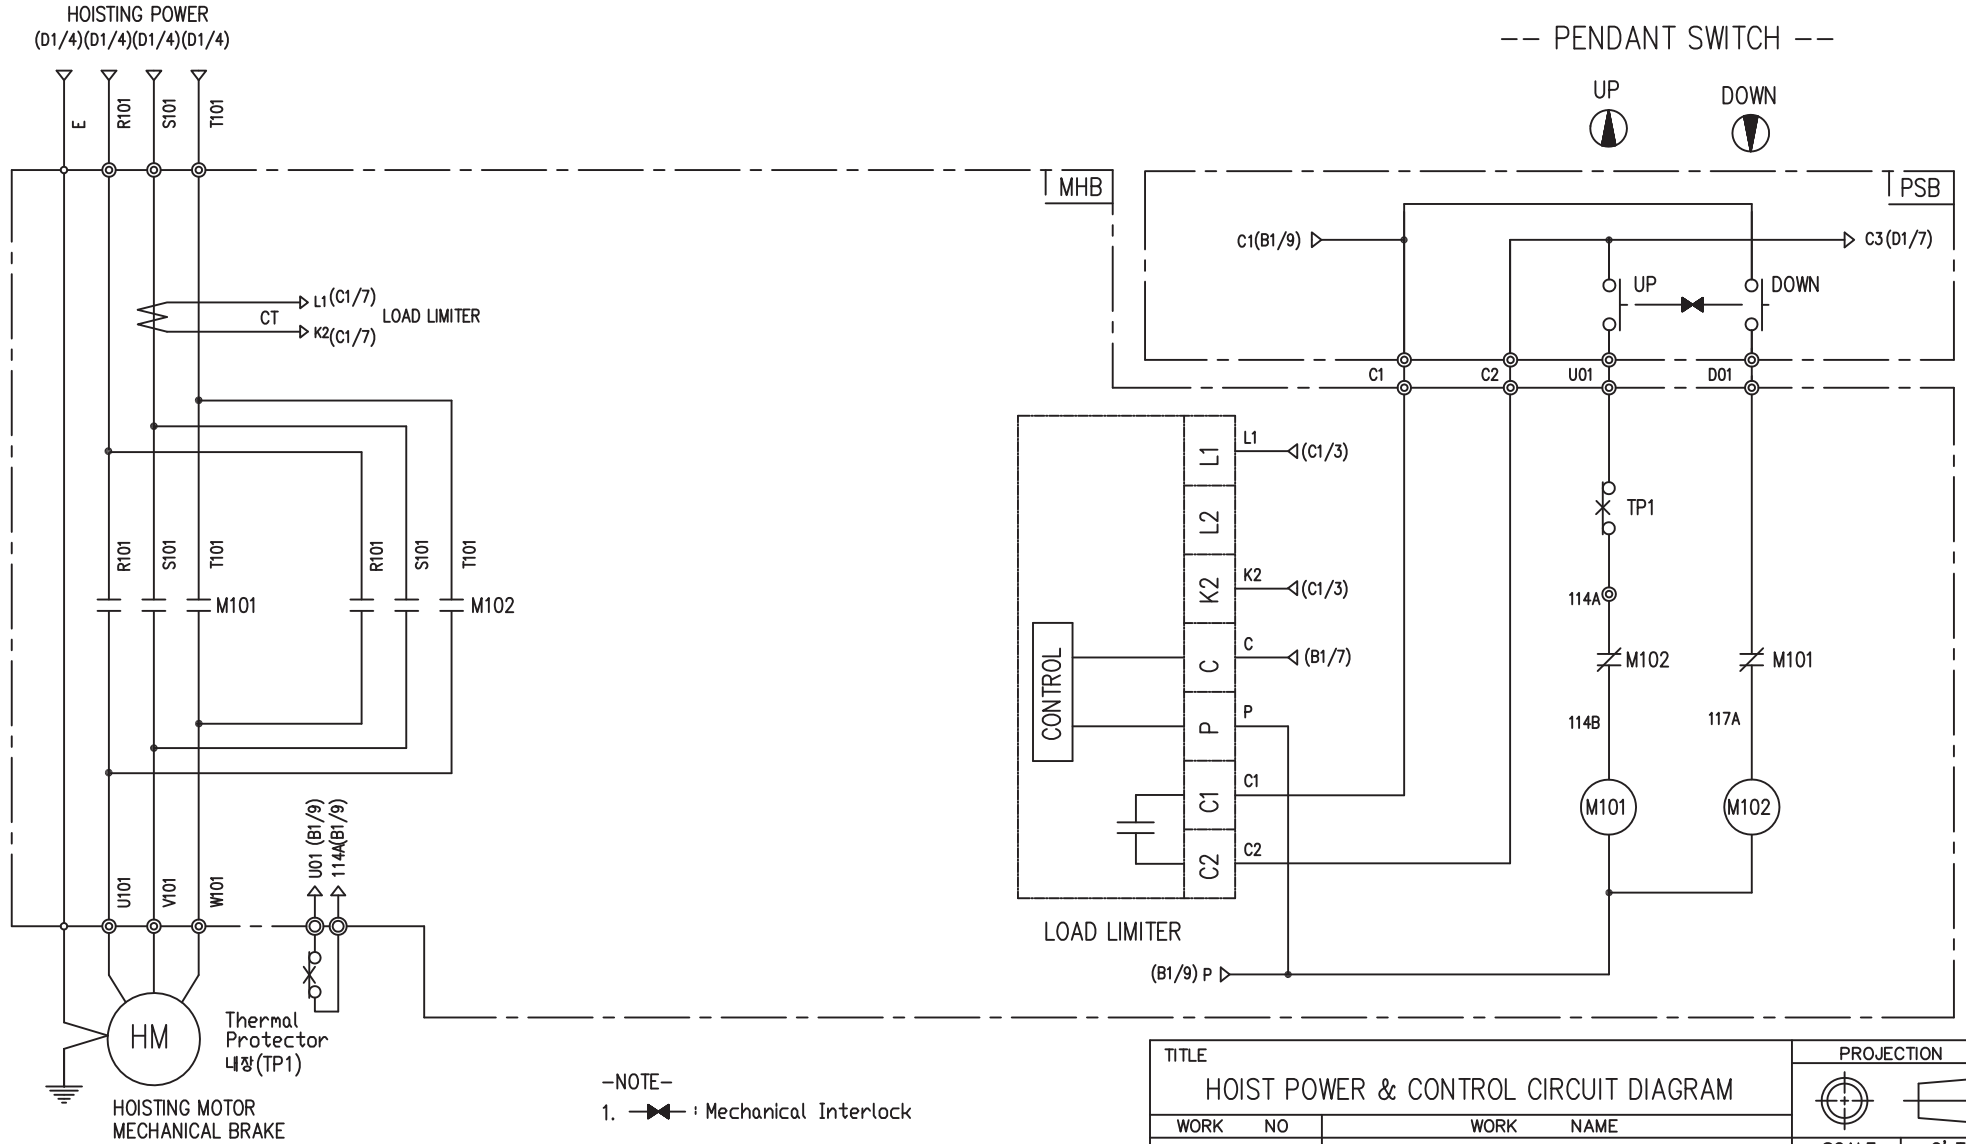 HOISTING POWER
(D1/4)(D1/4)(D1/4)(D1/4)
E
R101
S101
T101
-- PENDANT SWITCH --
UP
DOWN
MHB
PSB
C1(B1/9)
C3(D1/7)
UP
DOWN
L1(C1/7)
CT
LOAD LIMITER
K2(C1/7)
C1
C2
U01
D01
L1
L1
(C1/3)
L2
K2
K2
(C1/3)
C
C
(B1/7)
P
P
C1
C1
C2
C2
CONTROL
LOAD LIMITER
(B1/9) P
TP1
114A
M102
M101
114B
117A
M101
M102
R101
S101
T101
M101
R101
S101
T101
M102
U101
V101
W101
U01 (B1/9)
114A(B1/9)
HM
Thermal
Protector
내장(TP1)
HOISTING MOTOR
MECHANICAL BRAKE
-NOTE-
1. : Mechanical Interlock
TITLE
HOIST POWER & CONTROL CIRCUIT DIAGRAM
PROJECTION
WORK NO
WORK NAME